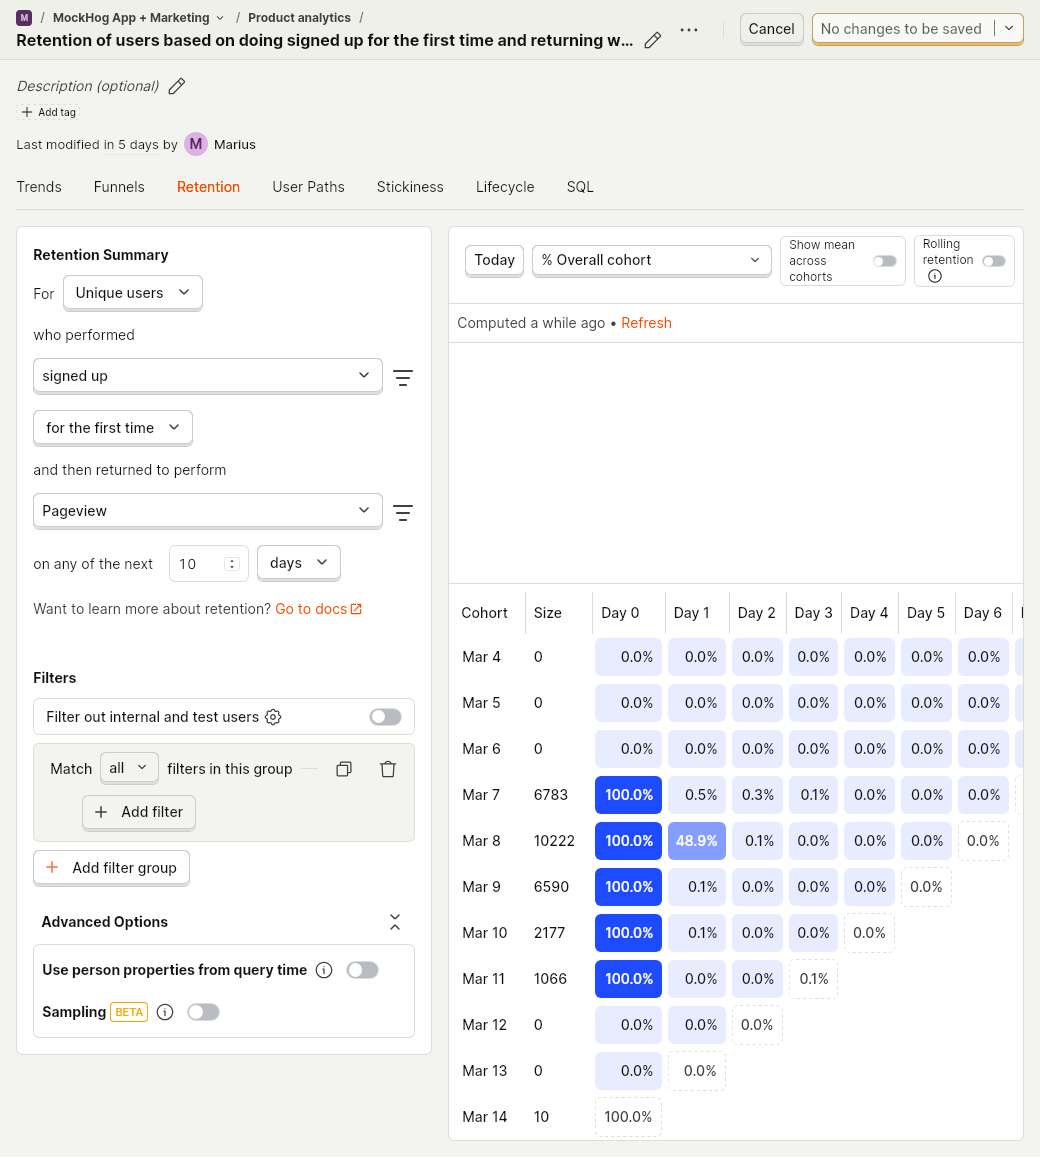 M / MockHog App + Marketing / Product analytics /
Retention of users based on doing signed up for the first time and returning w...
Cancel
No changes to be saved
Description (optional)
+ Add tag
Last modified in 5 days by M Marius
Trends Funnels Retention User Paths Stickiness Lifecycle SQL
Retention Summary
For Unique users
who performed
signed up
for the first time
and then returned to perform
Pageview
on any of the next 10 days
Want to learn more about retention? Go to docs
Filters
Filter out internal and test users
Match all filters in this group
+ Add filter
+ Add filter group
Advanced Options
Use person properties from query time
Sampling BETA
Today
% Overall cohort
Show mean
across
cohorts
Rolling
retention
Computed a while ago • Refresh
Cohort Size Day 0 Day 1 Day 2 Day 3 Day 4 Day 5 Day 6
Mar 4 0 0.0% 0.0% 0.0% 0.0% 0.0% 0.0% 0.0%
Mar 5 0 0.0% 0.0% 0.0% 0.0% 0.0% 0.0% 0.0%
Mar 6 0 0.0% 0.0% 0.0% 0.0% 0.0% 0.0% 0.0%
Mar 7 6783 100.0% 0.5% 0.3% 0.1% 0.0% 0.0% 0.0%
Mar 8 10222 100.0% 48.9% 0.1% 0.0% 0.0% 0.0% 0.0%
Mar 9 6590 100.0% 0.1% 0.0% 0.0% 0.0% 0.0%
Mar 10 2177 100.0% 0.1% 0.0% 0.0% 0.0%
Mar 11 1066 100.0% 0.0% 0.0% 0.1%
Mar 12 0 0.0% 0.0% 0.0%
Mar 13 0 0.0% 0.0%
Mar 14 10 100.0%